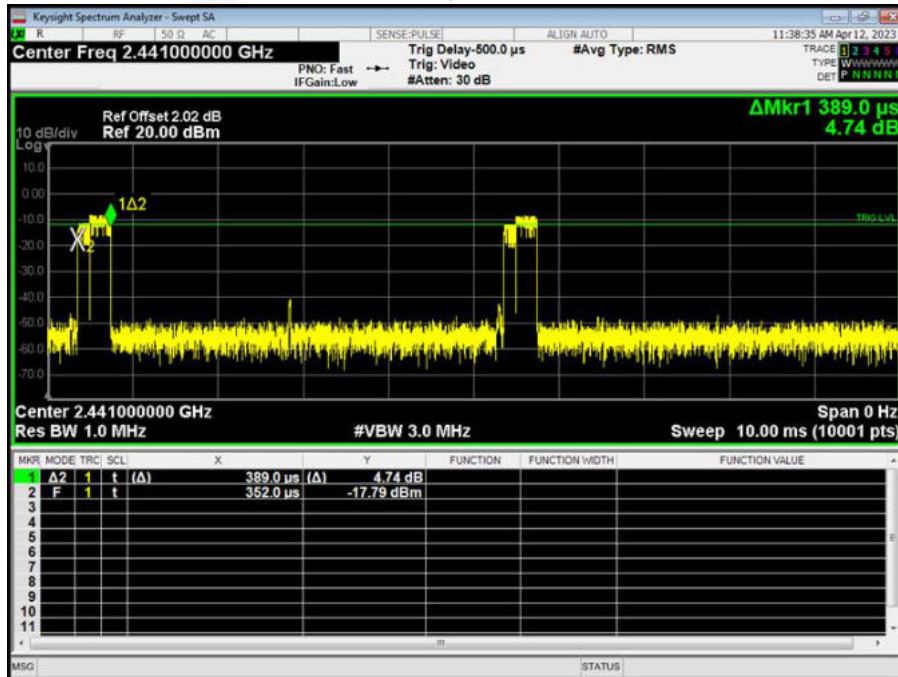 Keysight Spectrum Analyzer - Swept SA
R RF 50 Ω AC SENSE:PULSE ALIGN AUTO 11:38:35 AM Apr 12, 2023
Center Freq 2.441000000 GHz
Trig Delay-500.0 µs #Avg Type: RMS TRACE 1 2 3 4 5
PNO: Fast Trig: Video TYPE WWWWWW
IFGain:Low #Atten: 30 dB DET P N N N N N
ΔMkr1 389.0 µs
4.74 dB
Ref Offset 2.02 dB
10 dB/div Ref 20.00 dBm
Log
10.0
0.00
-10.0
-20.0
-30.0
-40.0
-50.0
-60.0
-70.0
1Δ2
X2
TRIG LVL
Center 2.441000000 GHz Span 0 Hz
Res BW 1.0 MHz #VBW 3.0 MHz Sweep 10.00 ms (10001 pts)
MKR MODE TRC SCL X Y FUNCTION FUNCTION WIDTH FUNCTION VALUE
1 Δ2 1 t (Δ) 389.0 µs (Δ) 4.74 dB
2 F 1 t 352.0 µs -17.79 dBm
3
4
5
6
7
8
9
10
11
MSG STATUS